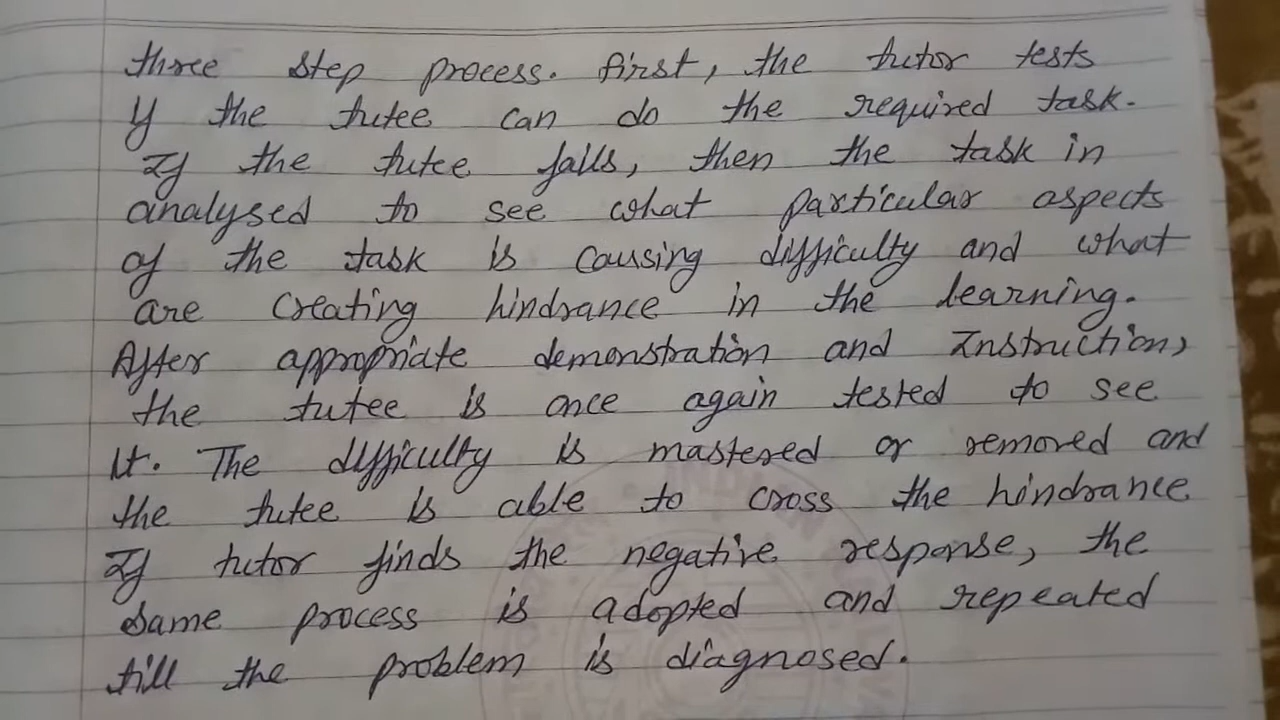 three step process. first, the tutor tests
If the tutee can do the required task.
If the tutee fails, then the task in
analysed to see what particular aspects
of the task is causing difficulty and what
are creating hindrance in the learning.
After appropriate demonstration and Instruction,
the tutee is once again tested to see
It. The difficulty is mastered or removed and
the tutee is able to cross the hindrance
If tutor finds the negative response, the
same process is adopted and repeated
till the problem is diagnosed.